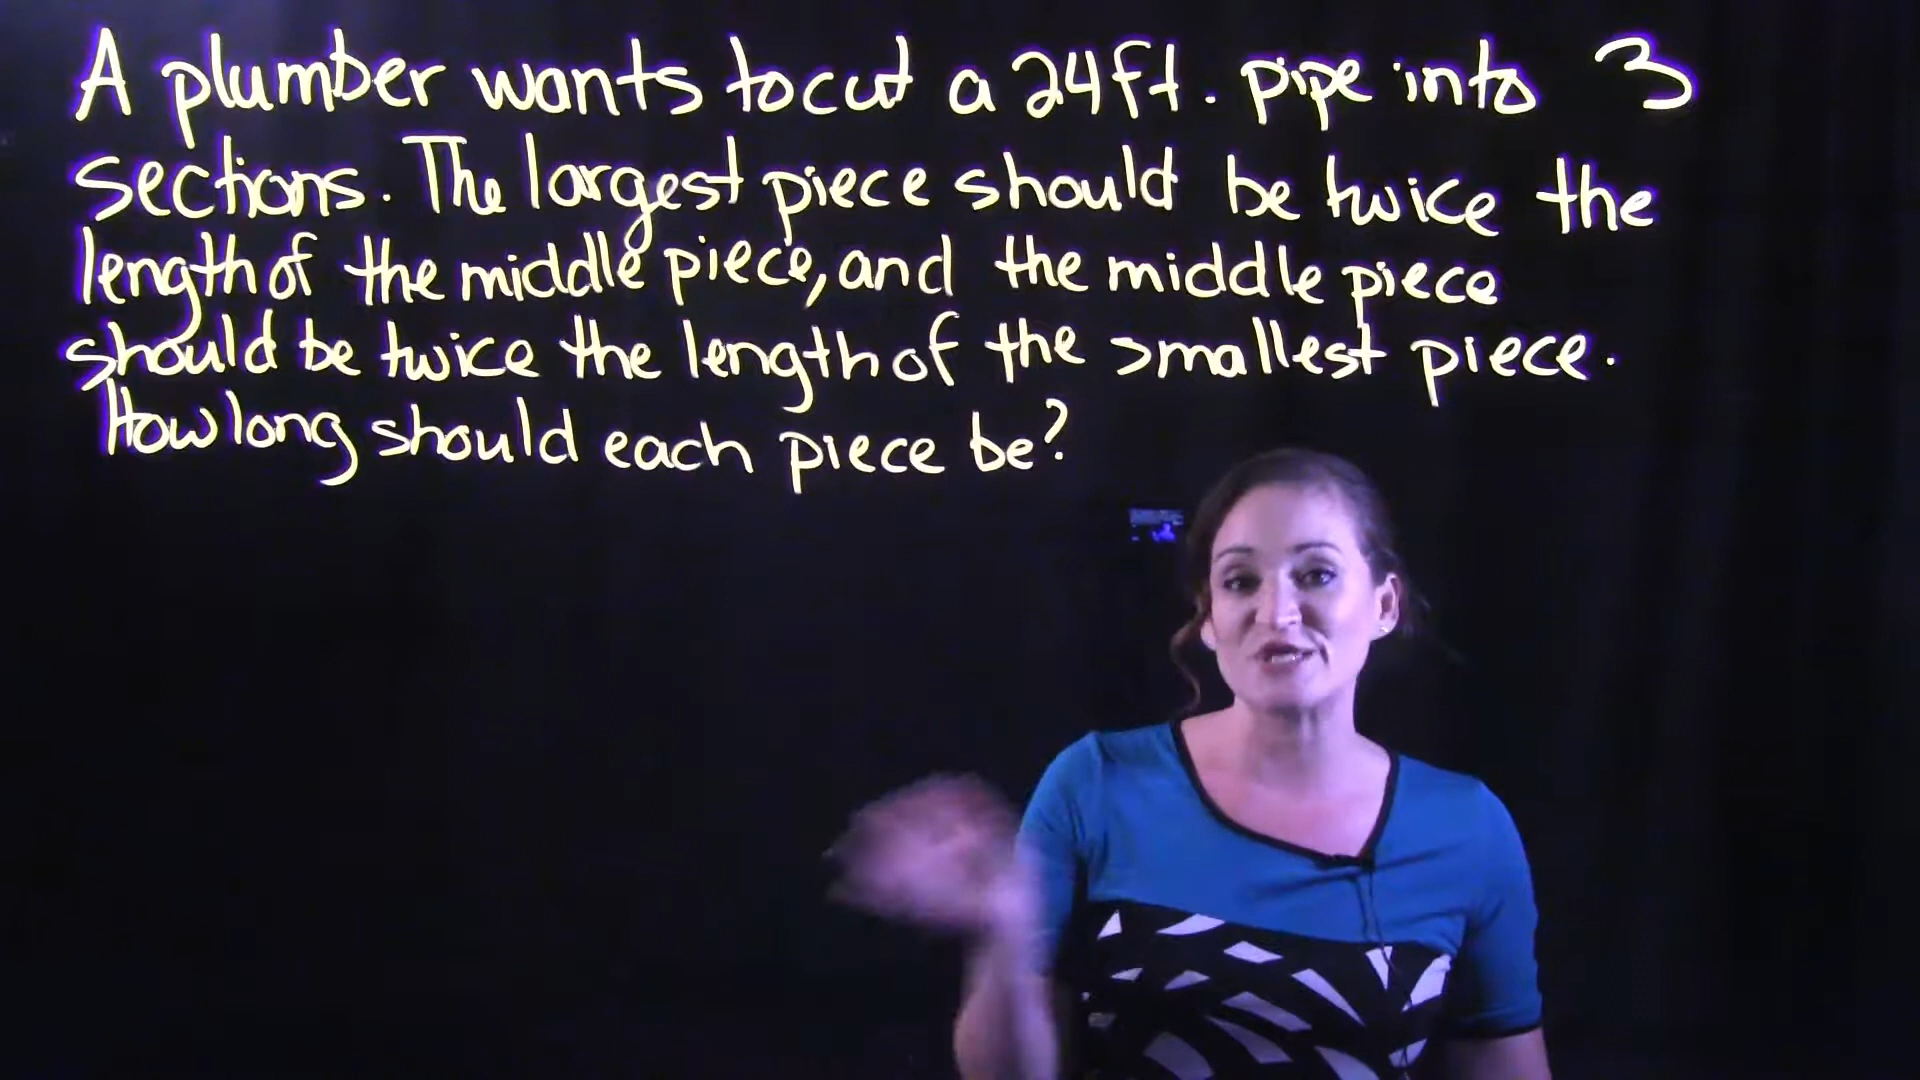 A plumber wants to cut a 24ft. pipe into 3
sections. The largest piece should be twice the
length of the middle piece, and the middle piece
should be twice the length of the smallest piece.
How long should each piece be?